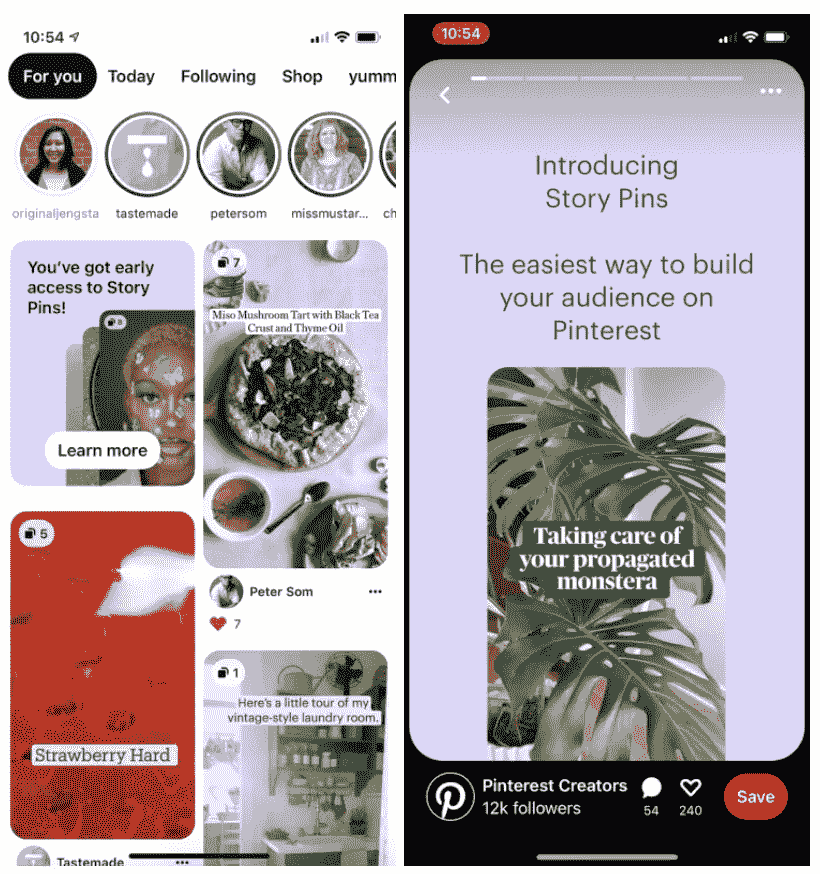 10:54
For you Today Following Shop yumm
originaljengsta tastemade petersom missmustar... ch
You've got early
access to Story
Pins!
8
Learn more
7
Miso Mushroom Tart with Black Tea
Crust and Thyme Oil
Peter Som
7
5
Strawberry Hard
Tastemade
1
Here's a little tour of my
vintage-style laundry room.
10:54
Introducing
Story Pins
The easiest way to build
your audience on
Pinterest
Taking care of
your propagated
monstera
Pinterest Creators
12k followers
54
240
Save